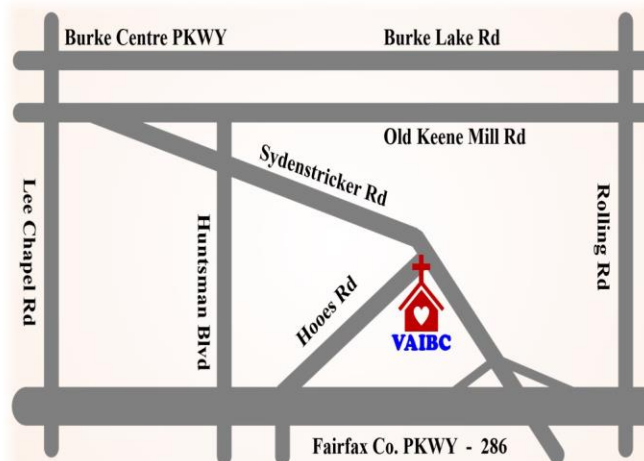 Burke Centre PKWY
Burke Lake Rd
Old Keene Mill Rd
Sydenstricker Rd
Lee Chapel Rd
Huntsman Blvd
Rolling Rd
Hooes Rd
VAIBC
Fairfax Co. PKWY - 286